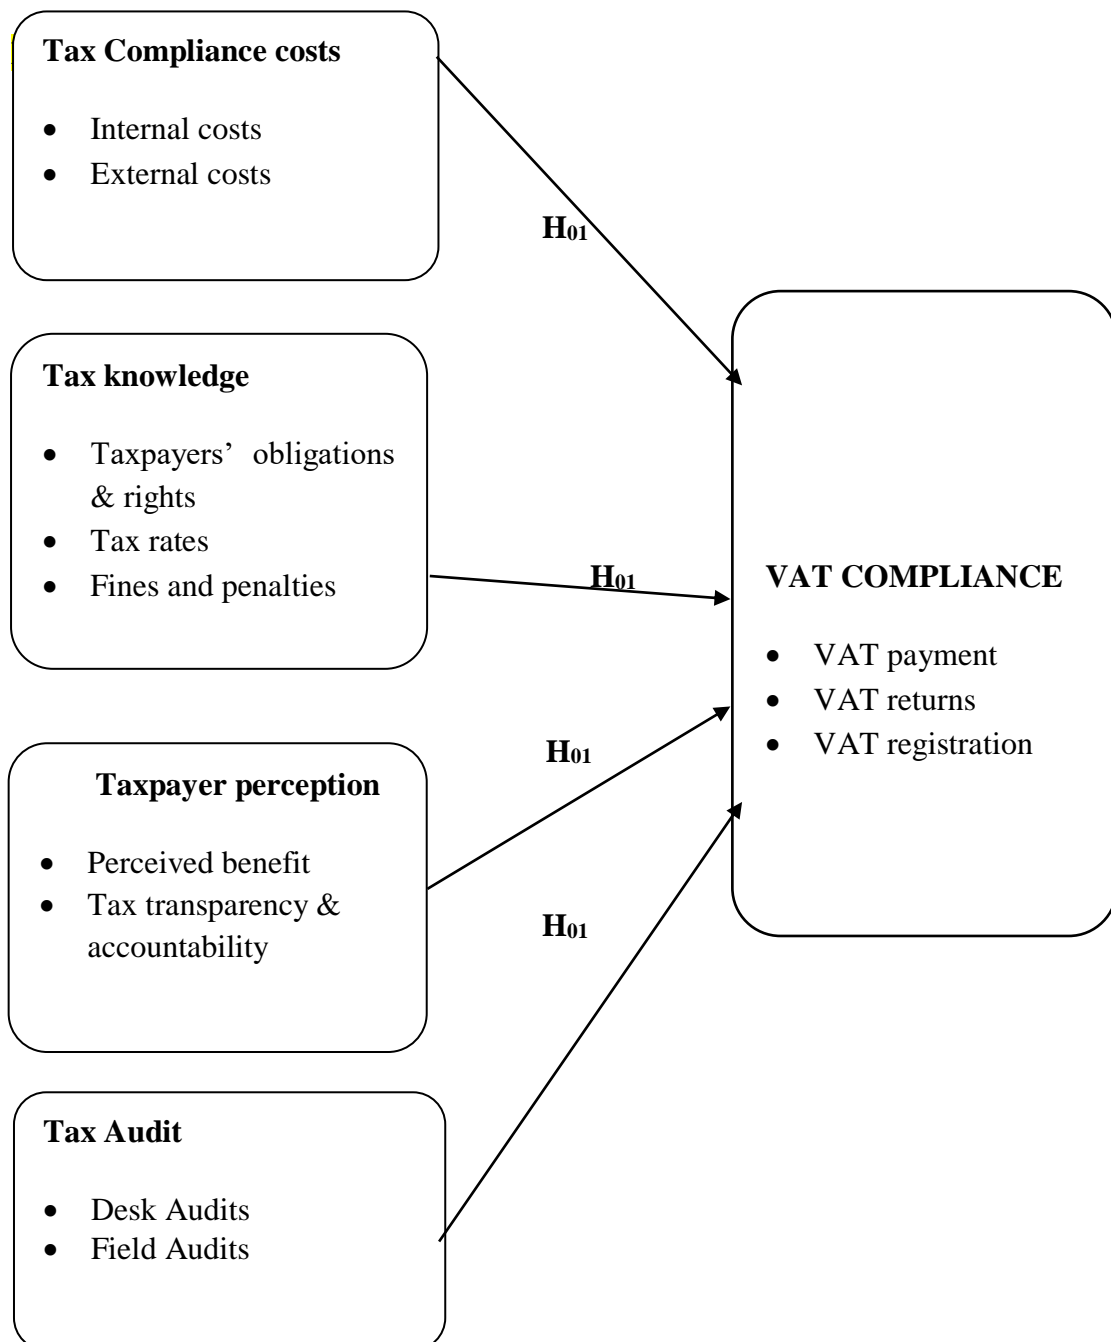 Tax Compliance costs
• Internal costs
• External costs
H01
Tax knowledge
• Taxpayers’ obligations
& rights
• Tax rates
• Fines and penalties
H01
VAT COMPLIANCE
• VAT payment
• VAT returns
• VAT registration
H01
Taxpayer perception
• Perceived benefit
• Tax transparency &
accountability
H01
Tax Audit
• Desk Audits
• Field Audits